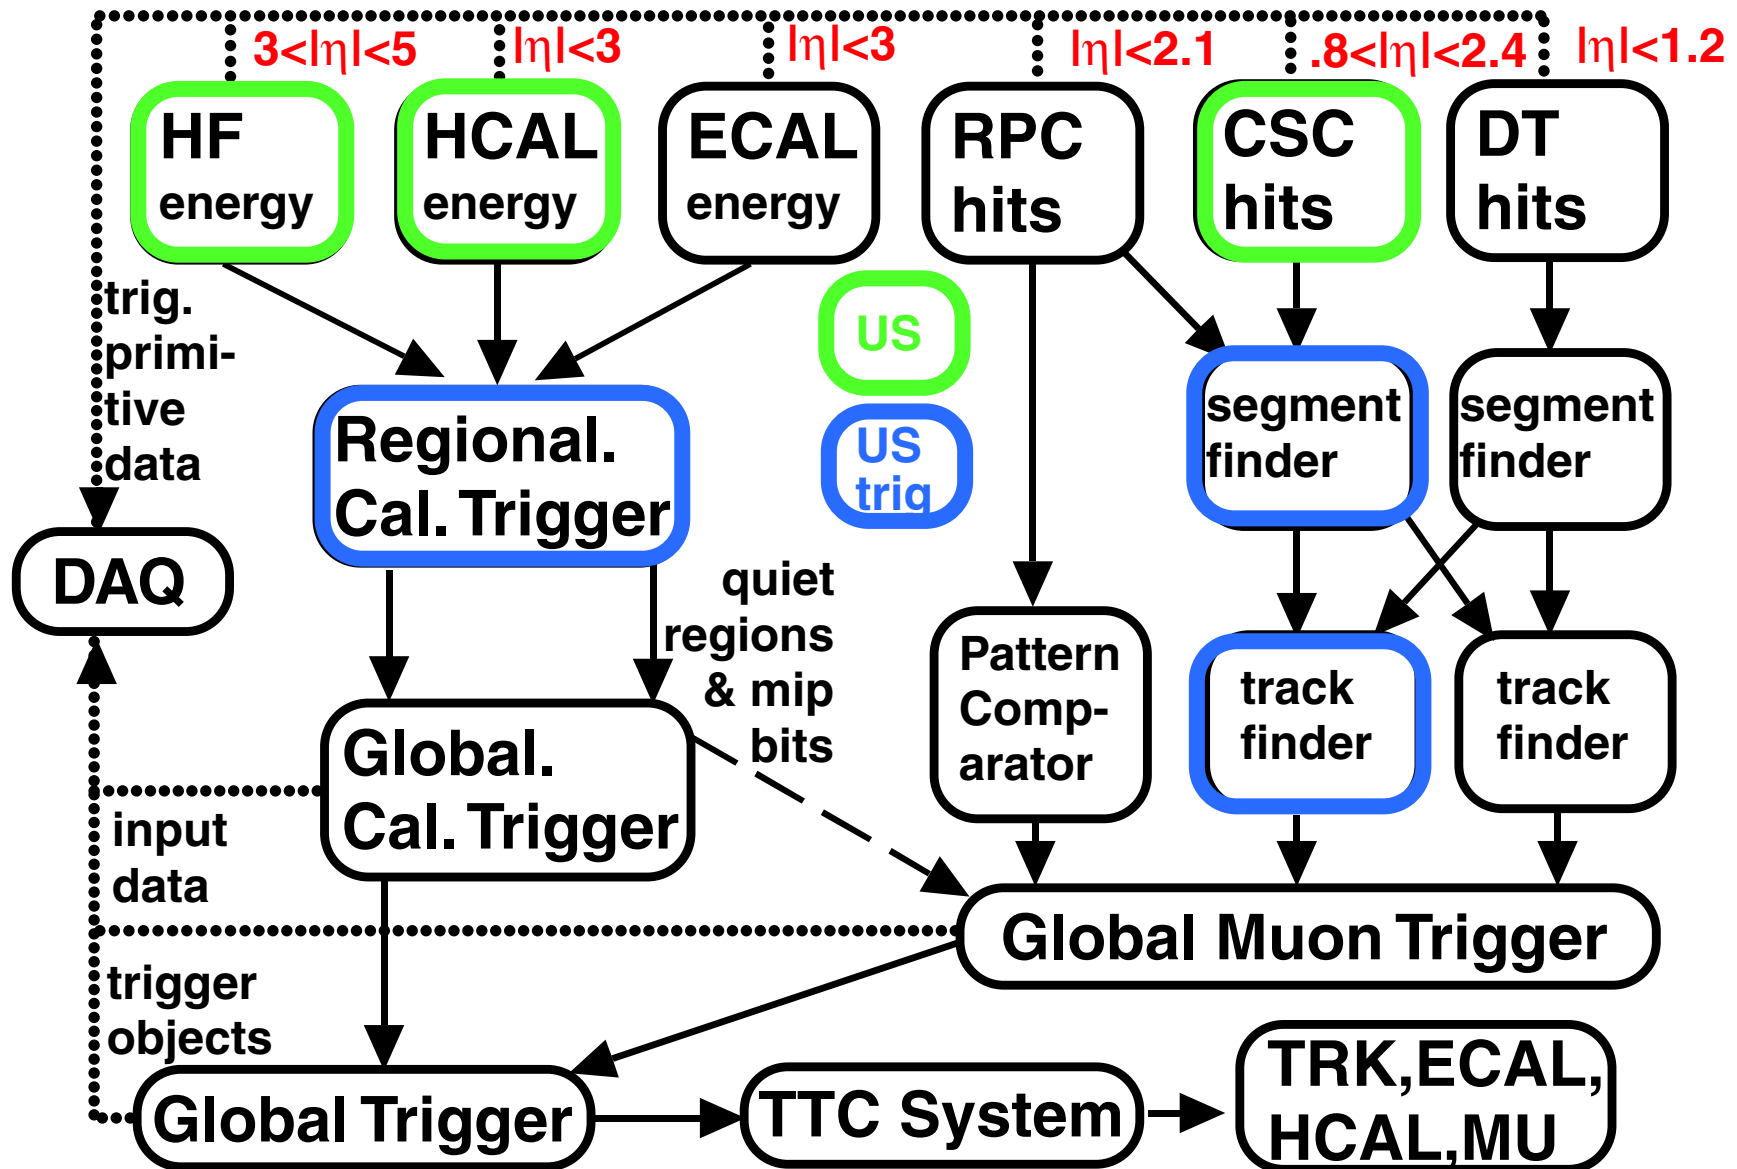 3<|η|<5
|η|<3
|η|<3
|η|<2.1
.8<|η|<2.4
|η|<1.2
HF
energy
HCAL
energy
ECAL
energy
RPC
hits
CSC
hits
DT
hits
trig.
primi-
tive
data
US
US
trig
Regional.
Cal. Trigger
segment
finder
segment
finder
DAQ
quiet
regions
& mip
bits
Pattern
Comp-
arator
track
finder
track
finder
Global.
Cal. Trigger
input
data
Global Muon Trigger
trigger
objects
Global Trigger
TTC System
TRK,ECAL,
HCAL,MU